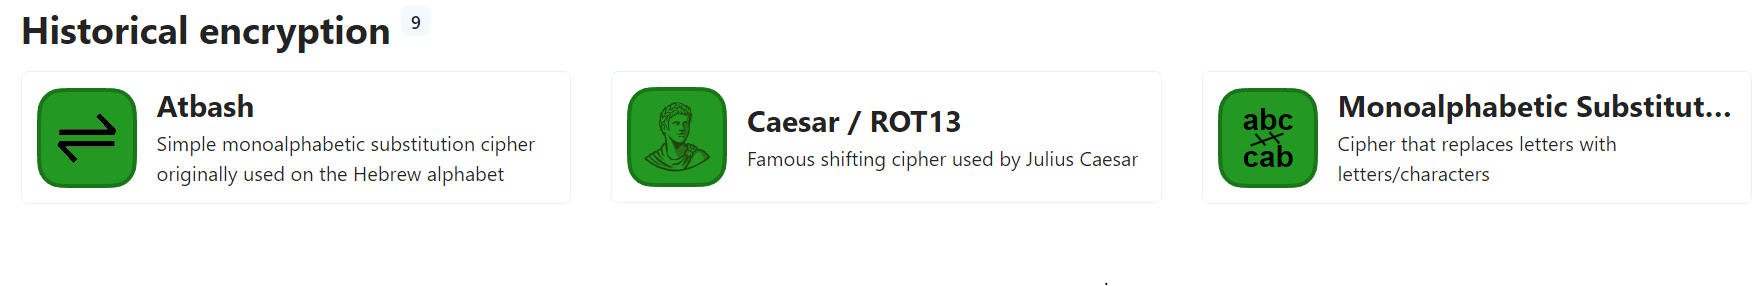 Historical encryption 9
Atbash
Simple monoalphabetic substitution cipher
originally used on the Hebrew alphabet
Caesar / ROT13
Famous shifting cipher used by Julius Caesar
abc
cab
Monoalphabetic Substitut...
Cipher that replaces letters with
letters/characters